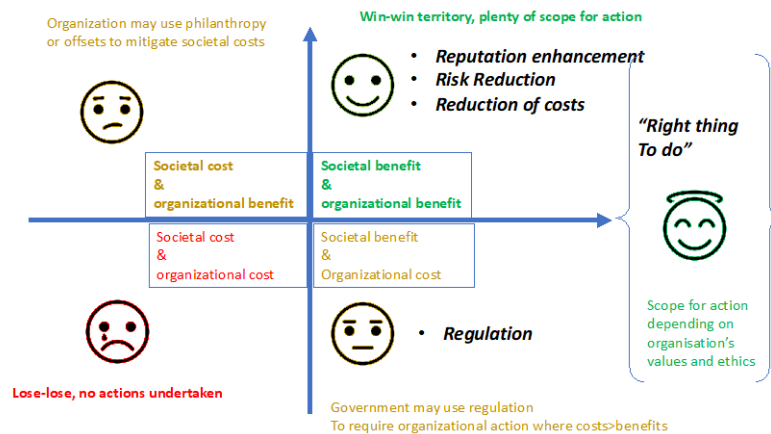 Organization may use philanthropy
or offsets to mitigate societal costs
Win-win territory, plenty of scope for action
• Reputation enhancement
• Risk Reduction
• Reduction of costs
“Right thing
To do”
Societal cost
&
organizational benefit
Societal benefit
&
organizational benefit
Societal cost
&
organizational cost
Societal benefit
&
Organizational cost
• Regulation
Scope for action
depending on
organisation’s
values and ethics
Lose-lose, no actions undertaken
Government may use regulation
To require organizational action where costs>benefits